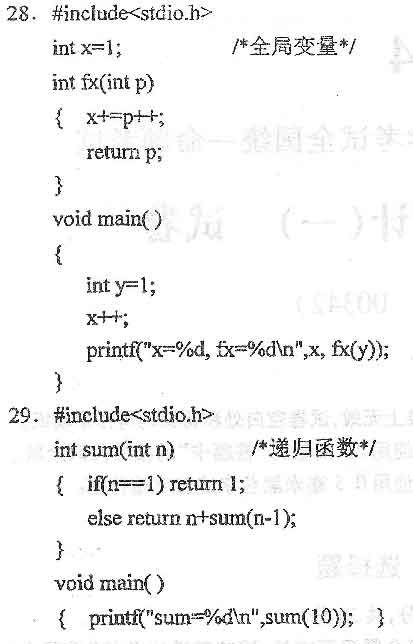 28. #include<stdio.h>
int x=1; /*全局变量*/
int fx(int p)
{ x+=p++;
return p;
}
void main( )
{
int y=1;
x++;
printf("x=%d, fx=%d\n",x, fx(y));
}
29. #include<stdio.h>
int sum(int n) /*递归函数*/
{ if(n==1) return 1;
else return n+sum(n-1);
}
void main( )
{ printf("sum=%d\n",sum(10)); }